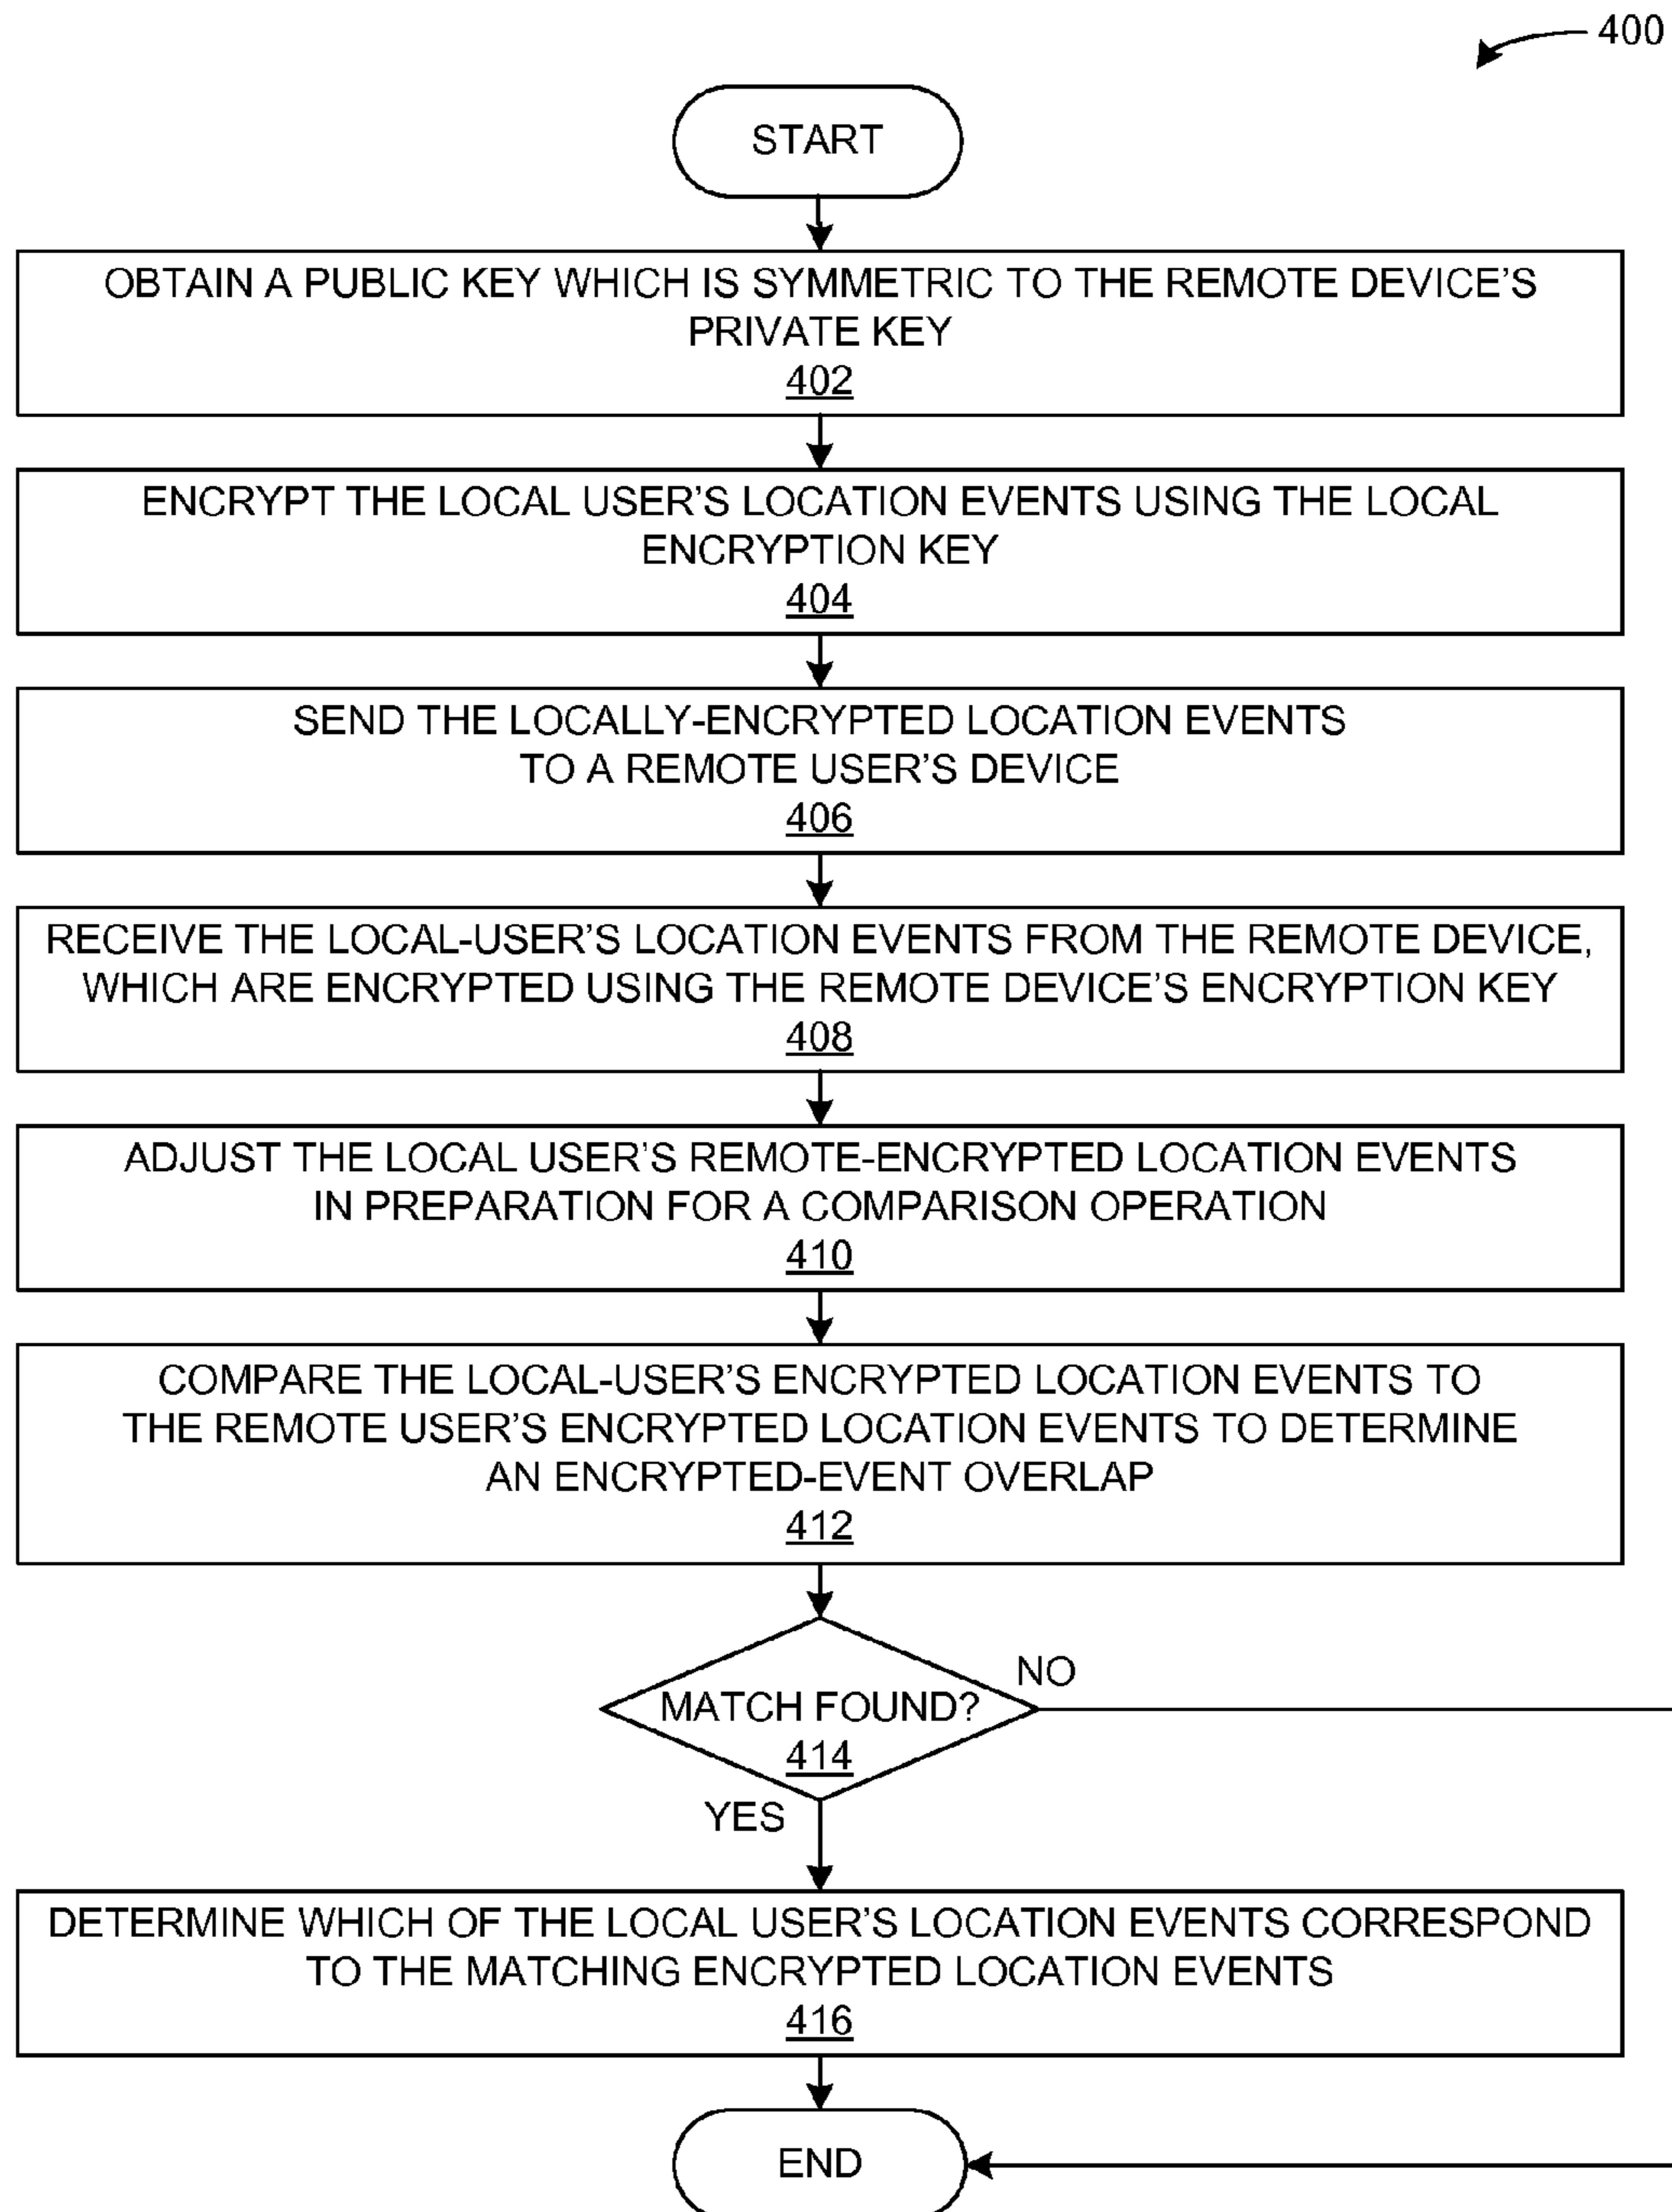 400
START
OBTAIN A PUBLIC KEY WHICH IS SYMMETRIC TO THE REMOTE DEVICE'S
PRIVATE KEY
402
ENCRYPT THE LOCAL USER'S LOCATION EVENTS USING THE LOCAL
ENCRYPTION KEY
404
SEND THE LOCALLY-ENCRYPTED LOCATION EVENTS
TO A REMOTE USER'S DEVICE
406
RECEIVE THE LOCAL-USER'S LOCATION EVENTS FROM THE REMOTE DEVICE,
WHICH ARE ENCRYPTED USING THE REMOTE DEVICE'S ENCRYPTION KEY
408
ADJUST THE LOCAL USER'S REMOTE-ENCRYPTED LOCATION EVENTS
IN PREPARATION FOR A COMPARISON OPERATION
410
COMPARE THE LOCAL-USER'S ENCRYPTED LOCATION EVENTS TO
THE REMOTE USER'S ENCRYPTED LOCATION EVENTS TO DETERMINE
AN ENCRYPTED-EVENT OVERLAP
412
NO
MATCH FOUND?
414
YES
DETERMINE WHICH OF THE LOCAL USER'S LOCATION EVENTS CORRESPOND
TO THE MATCHING ENCRYPTED LOCATION EVENTS
416
END